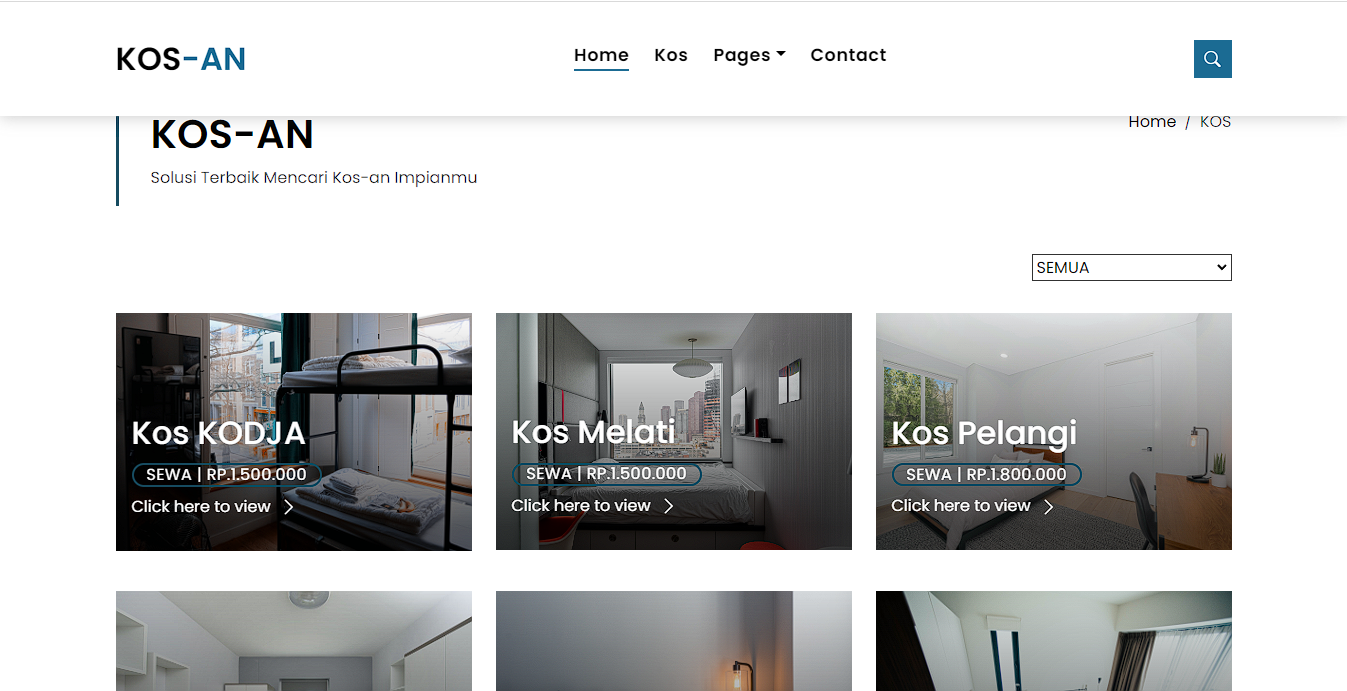 KOS-AN
Home Kos Pages Contact
KOS-AN
Home / KOS
Solusi Terbaik Mencari Kos-an Impianmu
SEMUA
Kos KODJA
SEWA | RP.1.500.000
Click here to view
Kos Melati
SEWA | RP.1.500.000
Click here to view
Kos Pelangi
SEWA | RP.1.800.000
Click here to view